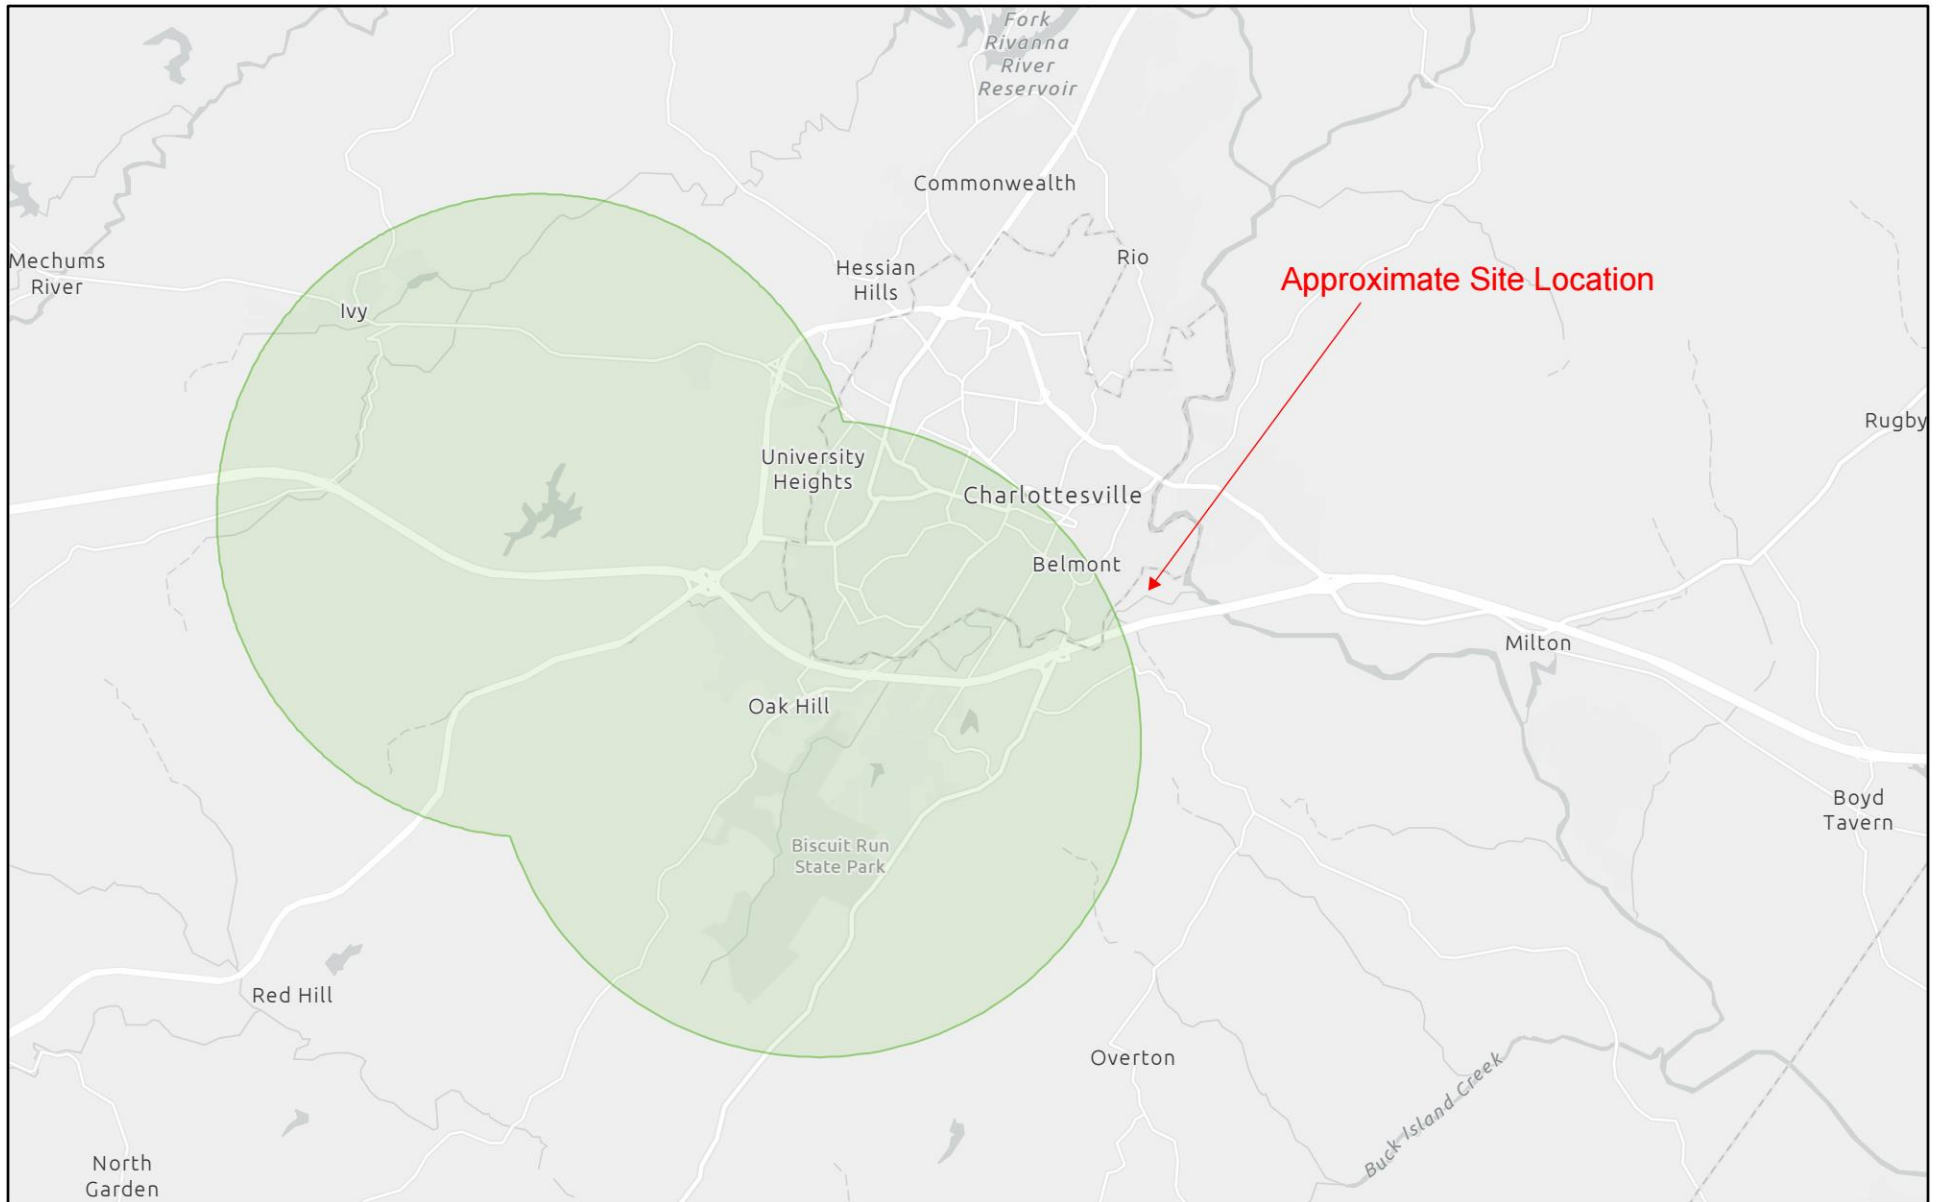 Fork
Rivanna
River
Reservoir
Commonwealth
Mechums
River
Hessian
Hills
Rio
Approximate Site Location
Ivy
Rugby
University
Heights
Charlottesville
Belmont
Milton
Oak Hill
Boyd
Tavern
Biscuit Run
State Park
Red Hill
Overton
Buck Island Creek
North
Garden